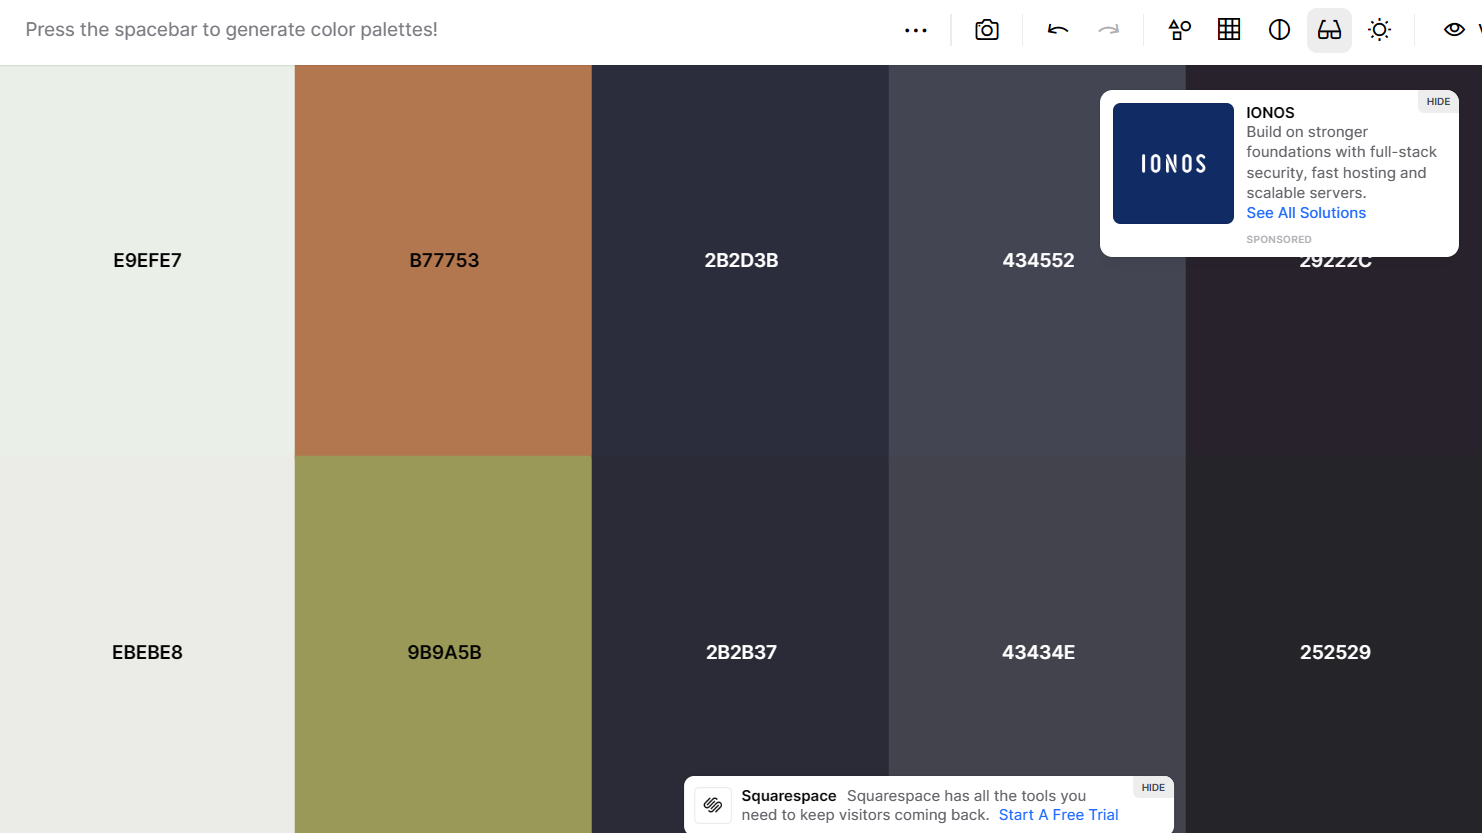 Press the spacebar to generate color palettes!
HIDE
IONOS
IONOS
Build on stronger
foundations with full-stack
security, fast hosting and
scalable servers.
See All Solutions
SPONSORED
E9EFE7
B77753
2B2D3B
434552
29222C
EBEBE8
9B9A5B
2B2B37
43434E
252529
HIDE
Squarespace Squarespace has all the tools you
need to keep visitors coming back. Start A Free Trial